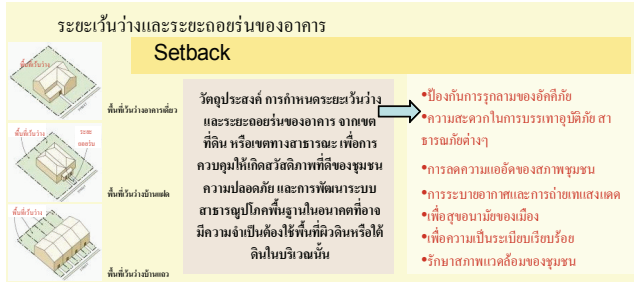 ระยะเว้นว่างและระยะถอยร่นของอาคาร
Setback
พื้นที่เว้นว่าง
พื้นที่เว้นว่างอาคารเดี่ยว
พื้นที่เว้นว่าง
ระยะ
ถอยร่น
พื้นที่เว้นว่างบ้านแฝด
พื้นที่เว้นว่าง
พื้นที่เว้นว่างบ้านแถว
วัตถุประสงค์ การกำหนดระยะเว้นว่าง
และระยะถอยร่นของอาคาร จากเขต
ที่ดิน หรือเขตทางสาธารณะ เพื่อการ
ควบคุมให้เกิดสวัสดิภาพที่ดีของชุมชน
ความปลอดภัย และการพัฒนาระบบ
สาธารณูปโภคพื้นฐานในอนาคตที่อาจ
มีความจำเป็นต้องใช้พื้นที่ผิวดินหรือใต้
ดินในบริเวณนั้น
•ป้องกันการรุกลามของอัคคีภัย
•ความสะดวกในการบรรเทาอุบัติภัย สา
ธารณภัยต่างๆ
•การลดความแออัดของสภาพชุมชน
•การระบายอากาศและการถ่ายเทแสงแดด
•เพื่อสุขอนามัยของเมือง
•เพื่อความเป็นระเบียบเรียบร้อย
•รักษาสภาพแวดล้อมของชุมชน